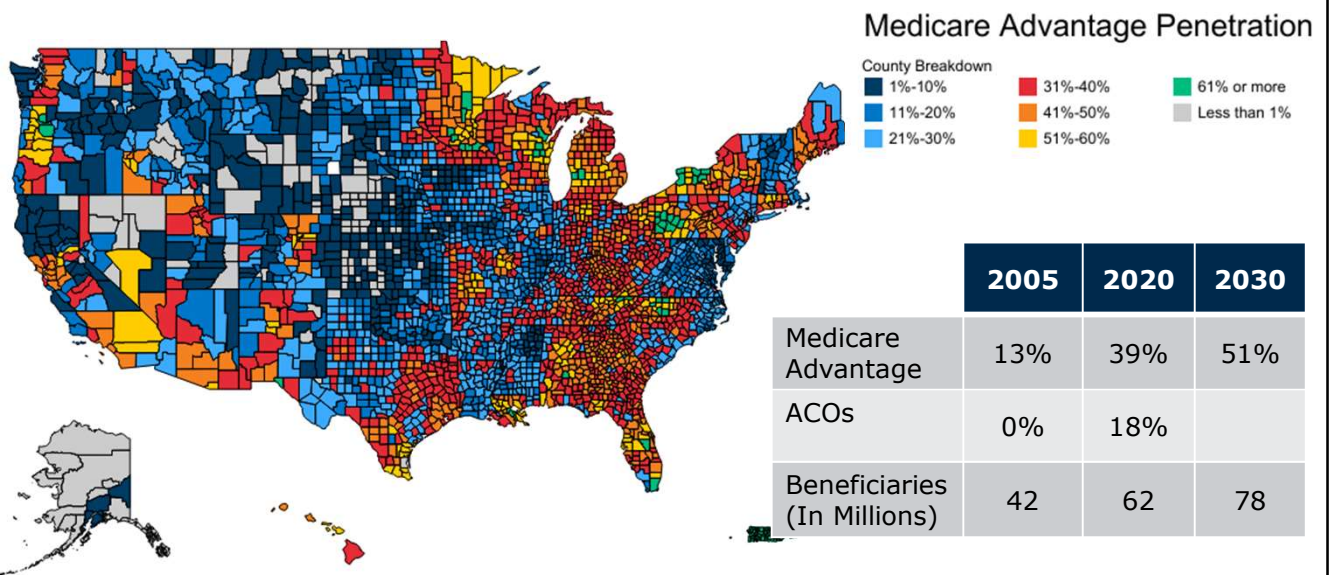 Medicare Advantage Penetration
County Breakdown
1%-10%
11%-20%
21%-30%
31%-40%
41%-50%
51%-60%
61% or more
Less than 1%
2005 2020 2030
Medicare
Advantage 13% 39% 51%
ACOs 0% 18%
Beneficiaries
(In Millions) 42 62 78